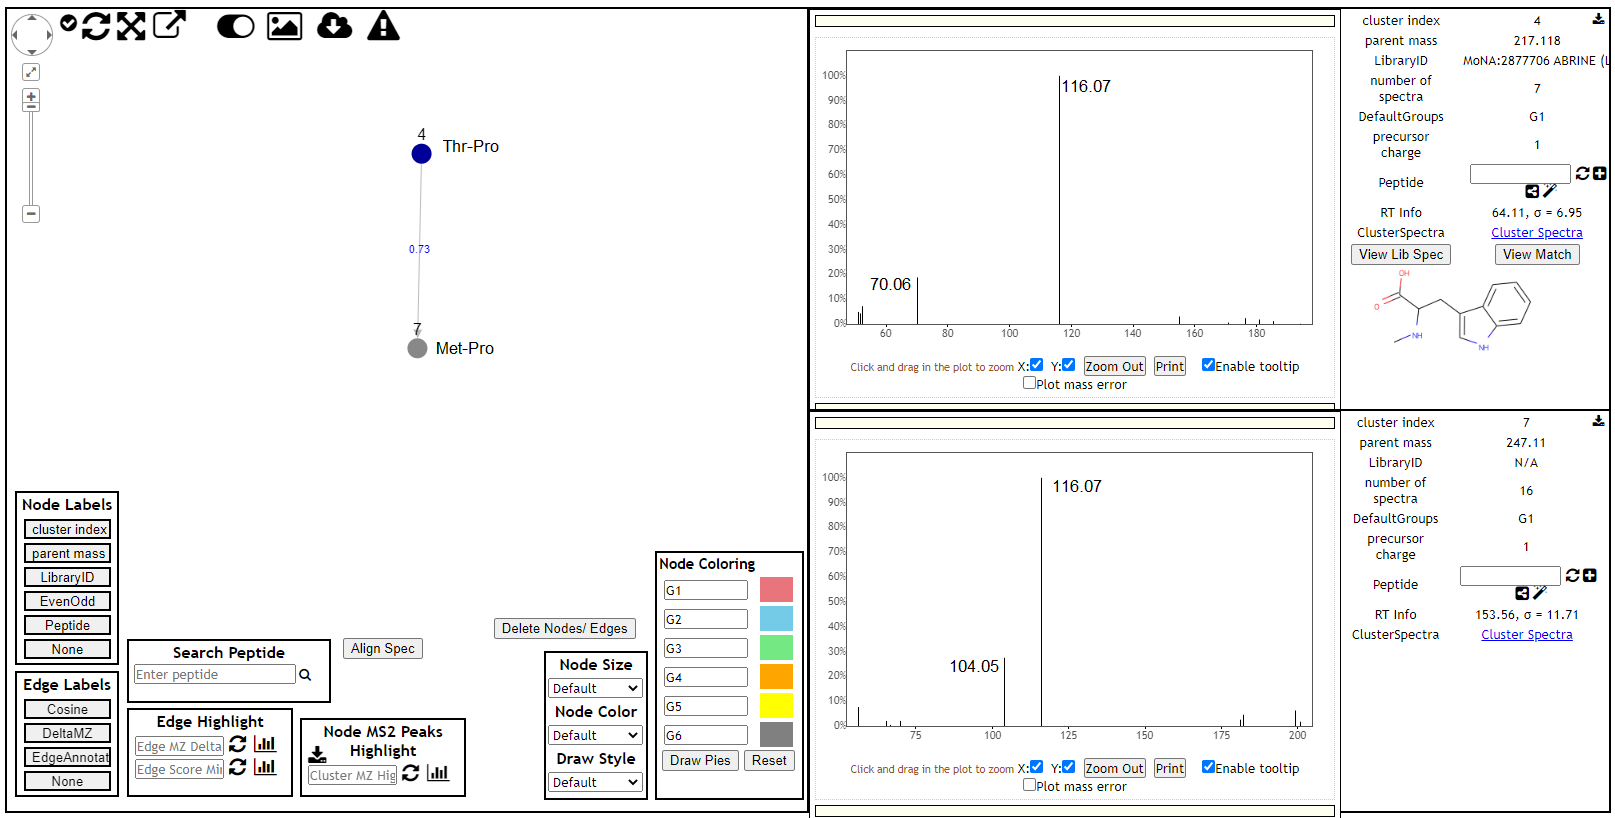 4
Thr-Pro
0.73
7
Met-Pro
Node Labels
cluster index
parent mass
LibraryID
EvenOdd
Peptide
None
Edge Labels
Cosine
DeltaMZ
EdgeAnnotat
None
Search Peptide
Enter peptide
Edge Highlight
Edge MZ Delta
Edge Score Min
Align Spec
Node MS2 Peaks
Highlight
Cluster MZ Hig
Delete Nodes/ Edges
Node Size
Default
Node Color
Default
Draw Style
Default
Node Coloring
G1
G2
G3
G4
G5
G6
Draw Pies Reset
100%
90%
80%
70%
60%
50%
40%
30%
20%
10%
0%
116.07
70.06
60 80 100 120 140 160 180
Click and drag in the plot to zoom X: Y: Zoom Out Print Enable tooltip
Plot mass error
cluster index 4
parent mass 217.118
LibraryID MoNA:2877706 ABRINE (L
number of
spectra 7
DefaultGroups G1
precursor
charge 1
Peptide
RT Info 64.11, σ = 6.95
ClusterSpectra Cluster Spectra
View Lib Spec View Match
OH
O
NH
NH
100%
90%
80%
70%
60%
50%
40%
30%
20%
10%
0%
116.07
104.05
75 100 125 150 175 200
Click and drag in the plot to zoom X: Y: Zoom Out Print Enable tooltip
Plot mass error
cluster index 7
parent mass 247.11
LibraryID N/A
number of
spectra 16
DefaultGroups G1
precursor
charge 1
Peptide
RT Info 153.56, σ = 11.71
ClusterSpectra Cluster Spectra